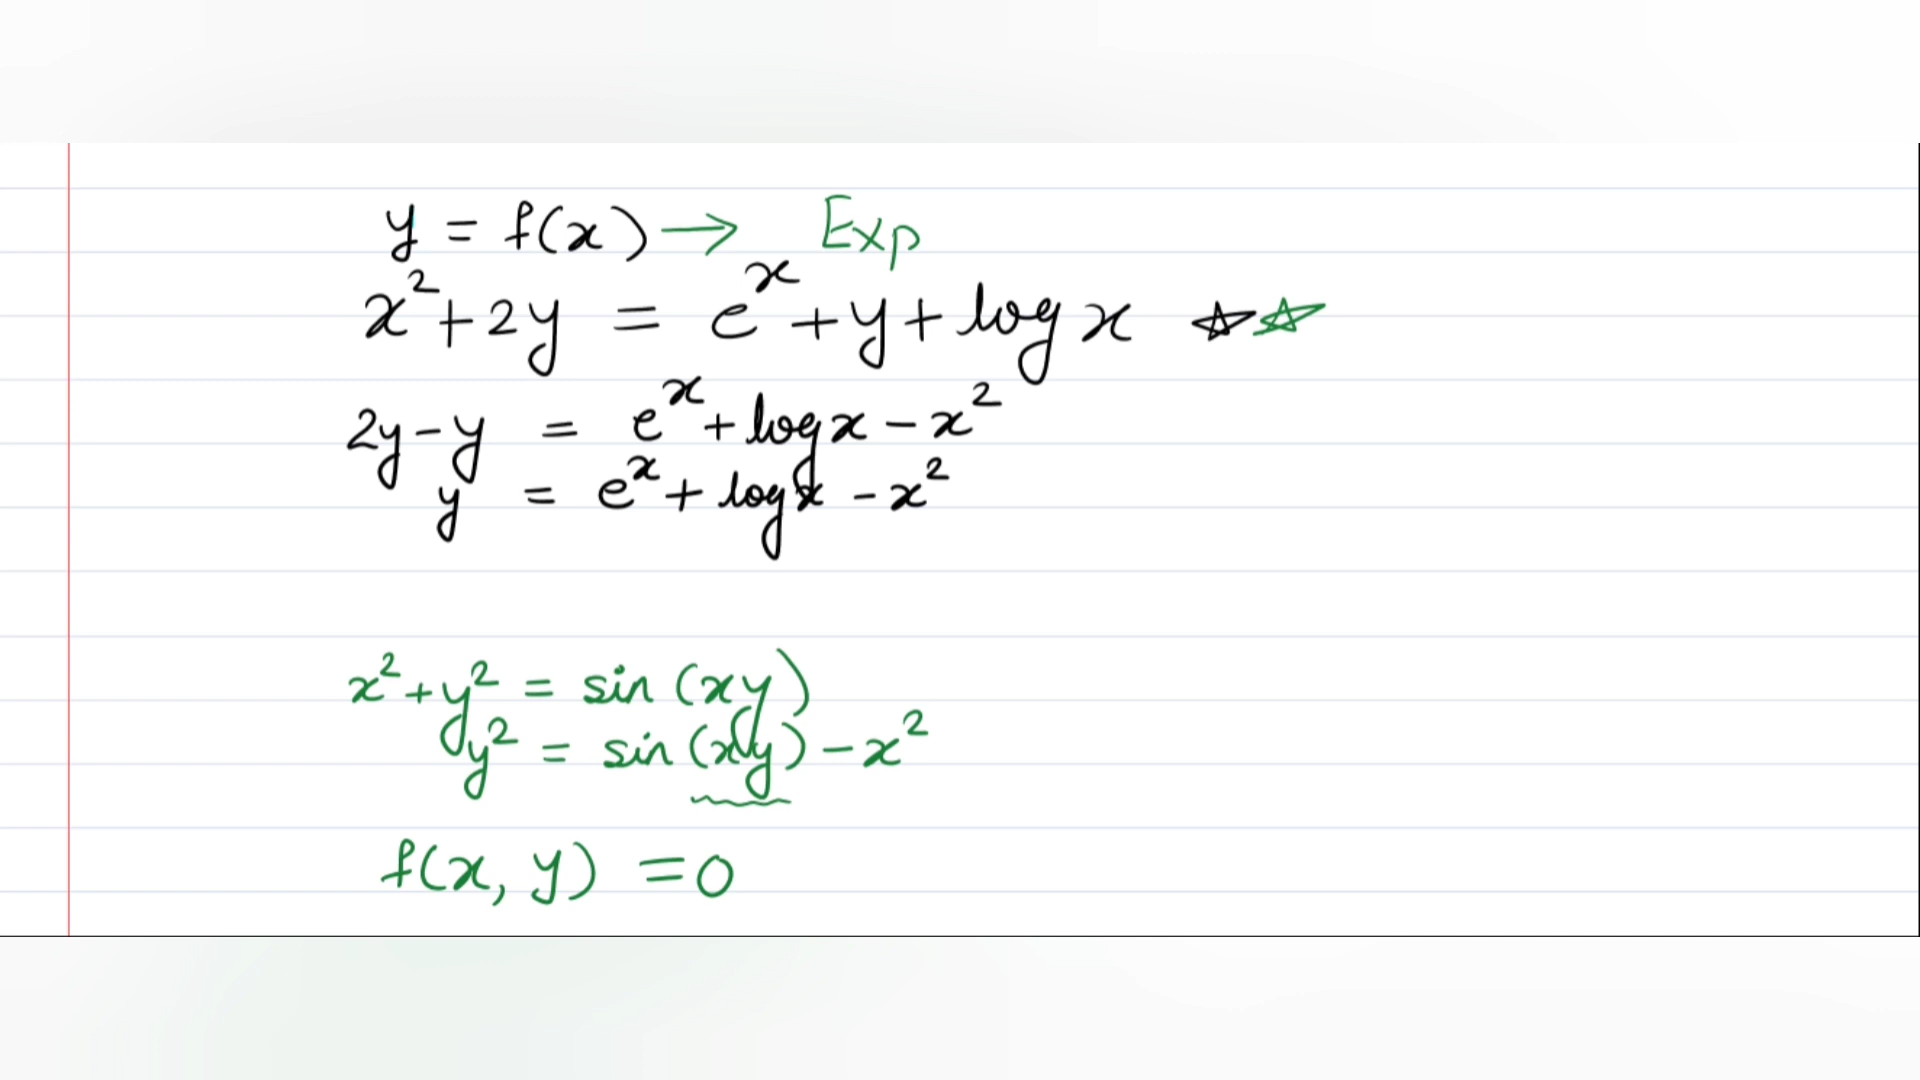 y = f(x) → Exp
x² + 2y = eˣ + y + log x ☆☆
2y - y = eˣ + log x - x²
y = eˣ + log x - x²
x² + y² = sin (xy)
y² = sin (xy) - x²
f(x, y) = 0